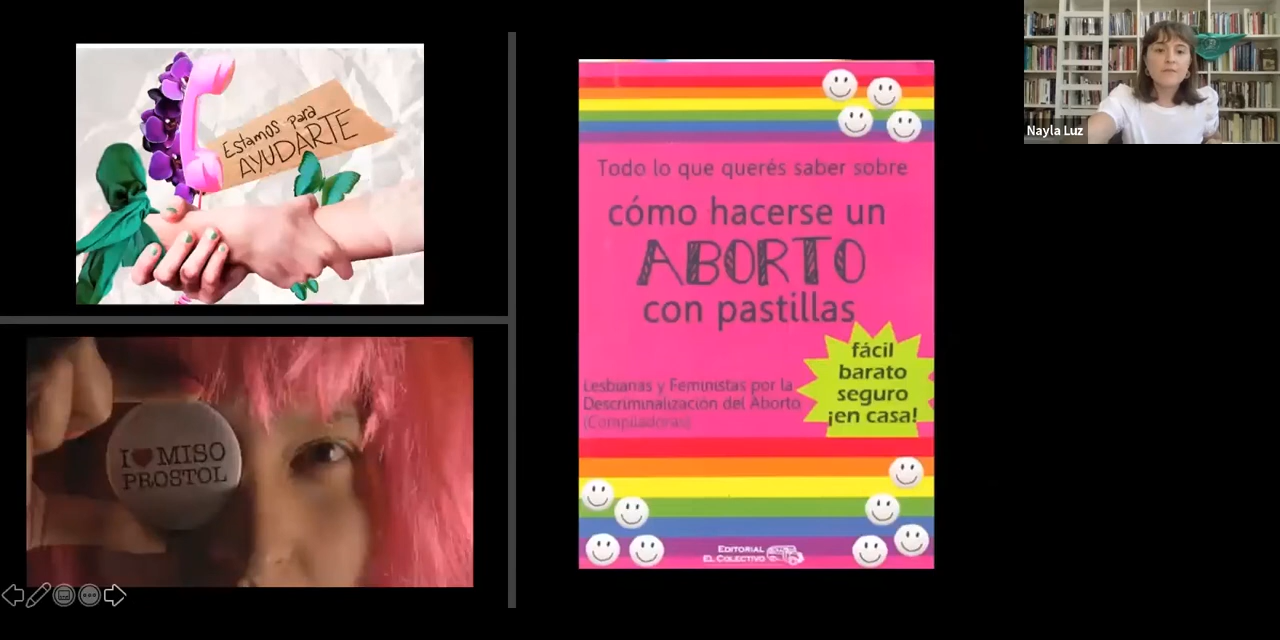 Estamos para
AYUDARTE
I ❤ MISO
PROSTOL
Todo lo que querés saber sobre
cómo hacerse un
ABORTO
con pastillas
fácil
barato
seguro
¡en casa!
Lesbianas y Feministas por la
Descriminalización del Aborto
(Compiladoras)
EDITORIAL
EL COLECTIVO
Nayla Luz